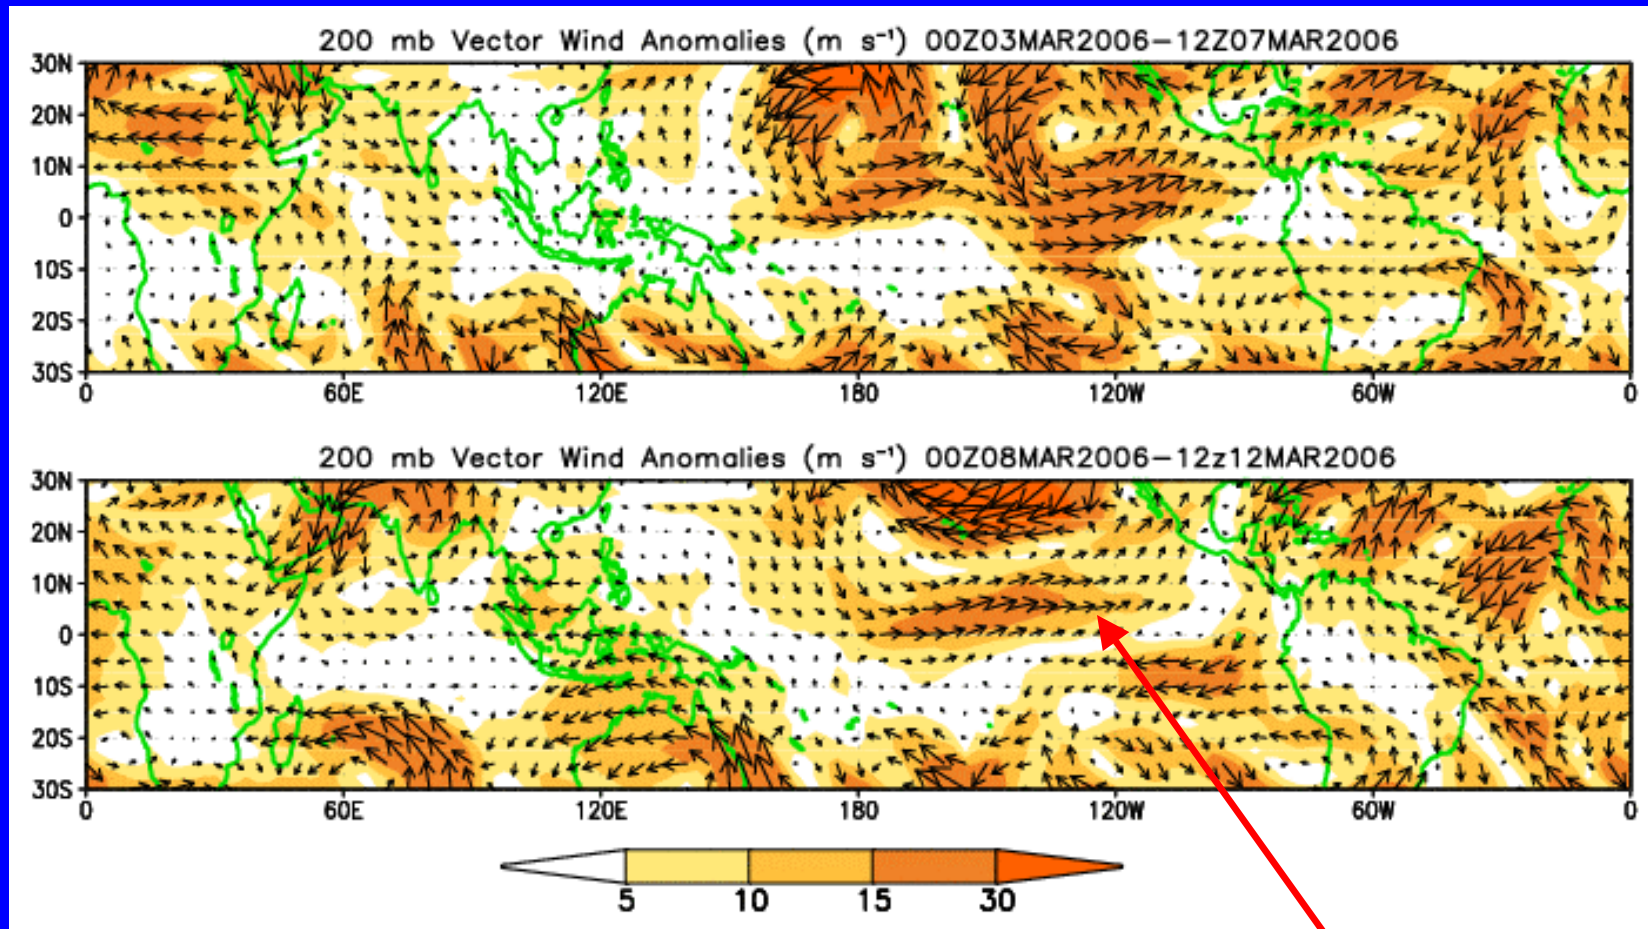 200 mb Vector Wind Anomalies (m s⁻¹) 00Z03MAR2006-12Z07MAR2006
30N
20N
10N
0
10S
20S
30S
0 60E 120E 180 120W 60W 0
200 mb Vector Wind Anomalies (m s⁻¹) 00Z08MAR2006-12z12MAR2006
30N
20N
10N
0
10S
20S
30S
0 60E 120E 180 120W 60W 0
5 10 15 30